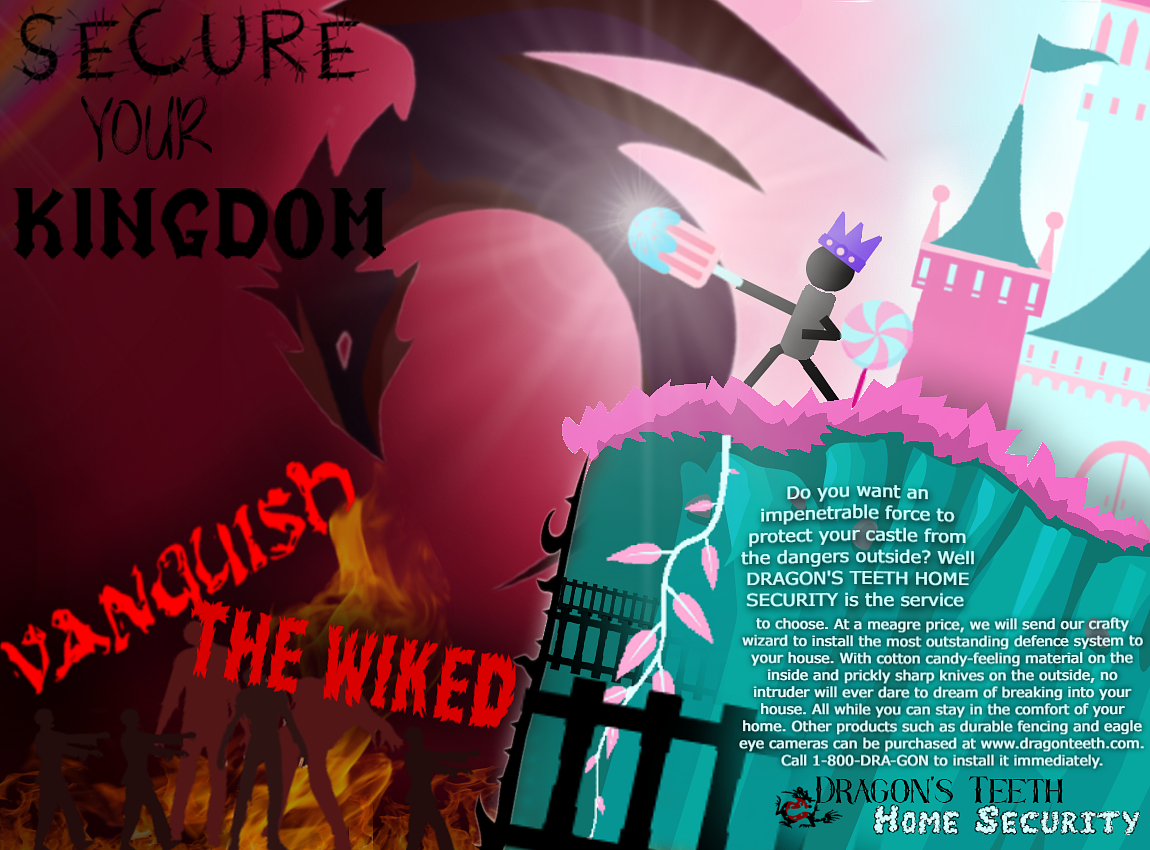 SECURE
YOUR
KINGDOM
VANQUISH
THE WIKED
Do you want an
impenetrable force to
protect your castle from
the dangers outside? Well
DRAGON'S TEETH HOME
SECURITY is the service
to choose. At a meagre price, we will send our crafty
wizard to install the most outstanding defence system to
your house. With cotton candy-feeling material on the
inside and prickly sharp knives on the outside, no
intruder will ever dare to dream of breaking into your
house. All while you can stay in the comfort of your
home. Other products such as durable fencing and eagle
eye cameras can be purchased at www.dragonteeth.com.
Call 1-800-DRA-GON to install it immediately.
DRAGON'S TEETH
HOME SECURITY